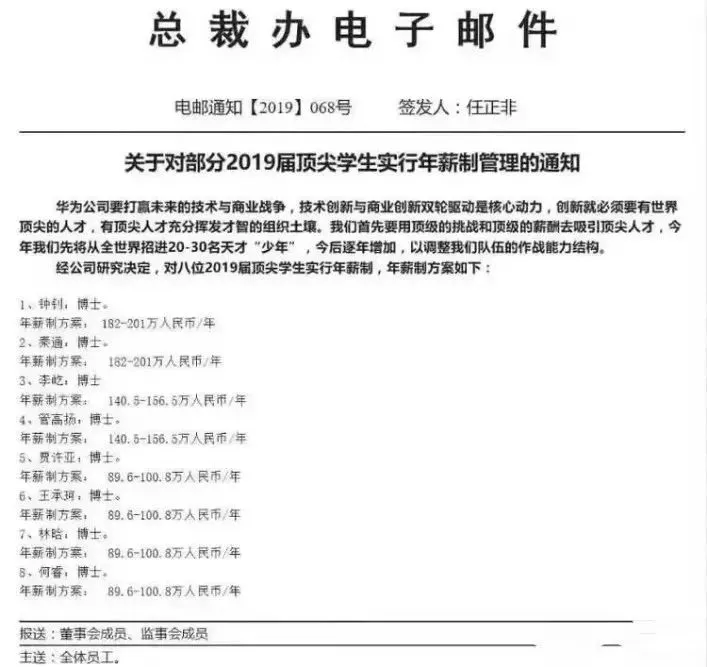 总裁办电子邮件
电邮通知【2019】068号 签发人：任正非
关于对部分2019届顶尖学生实行年薪制管理的通知
华为公司要打赢未来的技术与商业战争，技术创新与商业创新双轮驱动是核心动力，创新就必须要有世界
顶尖的人才，有顶尖人才充分挥发才智的组织土壤。我们首先要用顶级的挑战和顶级的薪酬去吸引顶尖人才，今
年我们先将从全世界招进20-30名天才“少年”，今后逐年增加，以调整我们队伍的作战能力结构。
经公司研究决定，对八位2019届顶尖学生实行年薪制，年薪制方案如下：
1、钟钊，博士。
年薪制方案： 182-201万人民币/年
2、秦通，博士。
年薪制方案： 182-201万人民币/年
3、李屹，博士
年薪制方案： 140.5-156.5万人民币/年
4、管高扬，博士。
年薪制方案： 140.5-156.5万人民币/年
5、贾许亚，博士。
年薪制方案： 89.6-100.8万人民币/年
6、王承珂，博士。
年薪制方案： 89.6-100.8万人民币/年
7、林晗，博士。
年薪制方案： 89.6-100.8万人民币/年
8、何睿，博士。
年薪制方案： 89.6-100.8万人民币/年
报送：董事会成员、监事会成员
主送：全体员工。